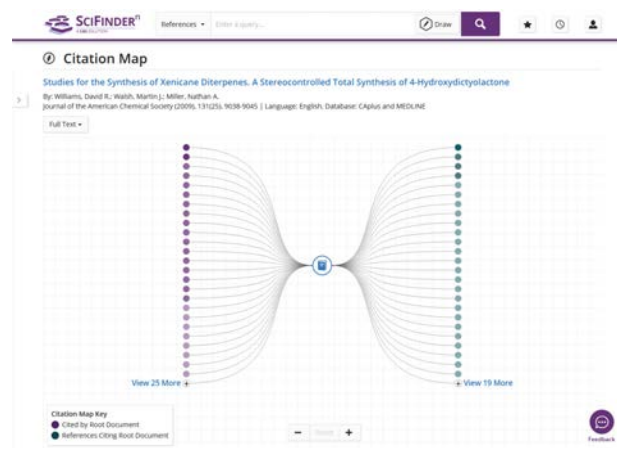 SCIFINDERⁿ
A CAS SOLUTION
References
Enter a query...
Draw
Citation Map
Studies for the Synthesis of Xenicane Diterpenes. A Stereocontrolled Total Synthesis of 4-Hydroxydictyolactone
By: Williams, David R.; Walsh, Martin J.; Miller, Nathan A.
Journal of the American Chemical Society (2009), 131(25), 9038-9045 | Language: English, Database: CAplus and MEDLINE
Full Text
View 25 More
View 19 More
Citation Map Key
Cited by Root Document
References Citing Root Document
Feedback